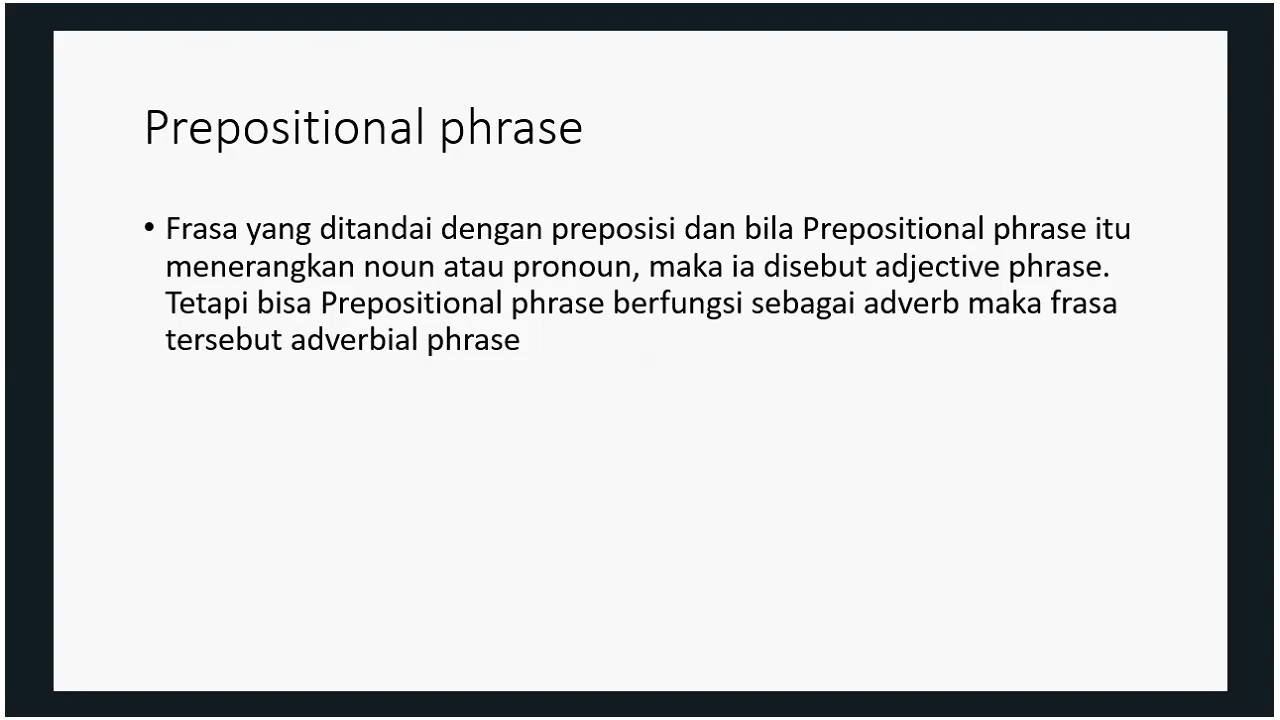 Prepositional phrase
• Frasa yang ditandai dengan preposisi dan bila Prepositional phrase itu
menerangkan noun atau pronoun, maka ia disebut adjective phrase.
Tetapi bisa Prepositional phrase berfungsi sebagai adverb maka frasa
tersebut adverbial phrase